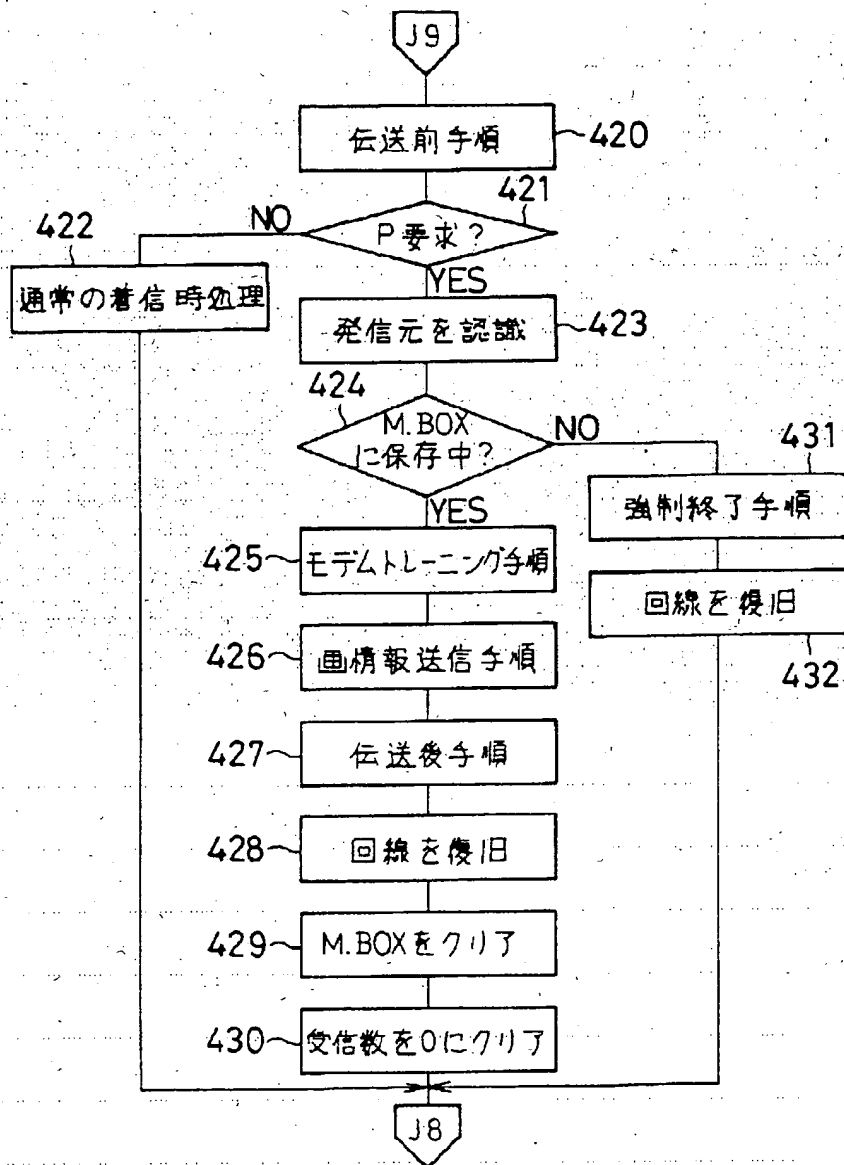 J9
伝送前手順
420
421
P要求?
NO
YES
422
通常の着信時処理
発信元を認識
423
424
M.BOX
に保存中?
NO
YES
431
強制終了手順
425
モデムトレーニング手順
回線を復旧
432
426
画情報送信手順
427
伝送後手順
428
回線を復旧
429
M.BOXをクリア
430
受信数を0にクリア
J8